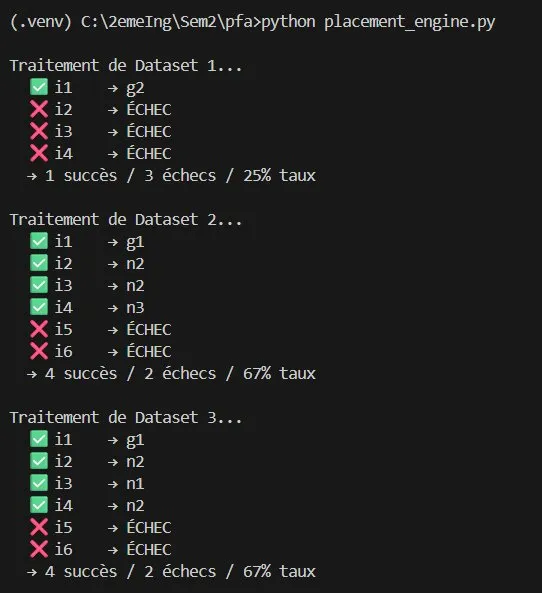 (.venv) C:\2emeIng\Sem2\pfa>python placement_engine.py
Traitement de Dataset 1...
✅ i1 → g2
❌ i2 → ÉCHEC
❌ i3 → ÉCHEC
❌ i4 → ÉCHEC
→ 1 succès / 3 échecs / 25% taux
Traitement de Dataset 2...
✅ i1 → g1
✅ i2 → n2
✅ i3 → n2
✅ i4 → n3
❌ i5 → ÉCHEC
❌ i6 → ÉCHEC
→ 4 succès / 2 échecs / 67% taux
Traitement de Dataset 3...
✅ i1 → g1
✅ i2 → n2
✅ i3 → n1
✅ i4 → n2
❌ i5 → ÉCHEC
❌ i6 → ÉCHEC
→ 4 succès / 2 échecs / 67% taux